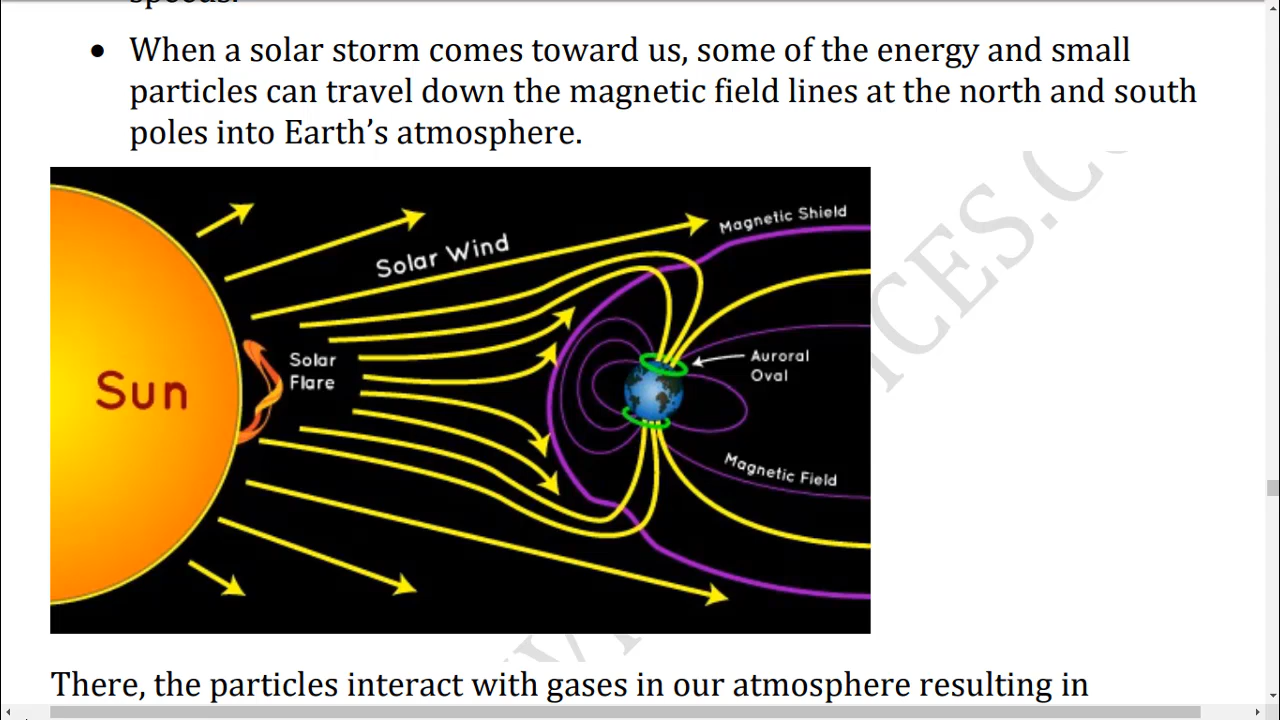 speeds.
• When a solar storm comes toward us, some of the energy and small
particles can travel down the magnetic field lines at the north and south
poles into Earth's atmosphere.
Magnetic Shield
Solar Wind
Solar
Flare
Sun
Auroral
Oval
Magnetic Field
There, the particles interact with gases in our atmosphere resulting in